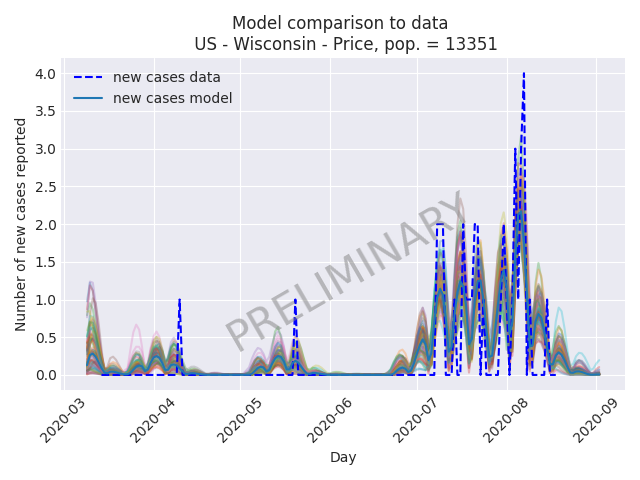 Model comparison to data
US - Wisconsin - Price, pop. = 13351
new cases data
new cases model
PRELIMINARY
Number of new cases reported
4.0
3.5
3.0
2.5
2.0
1.5
1.0
0.5
0.0
2020-03
2020-04
2020-05
2020-06
2020-07
2020-08
2020-09
Day